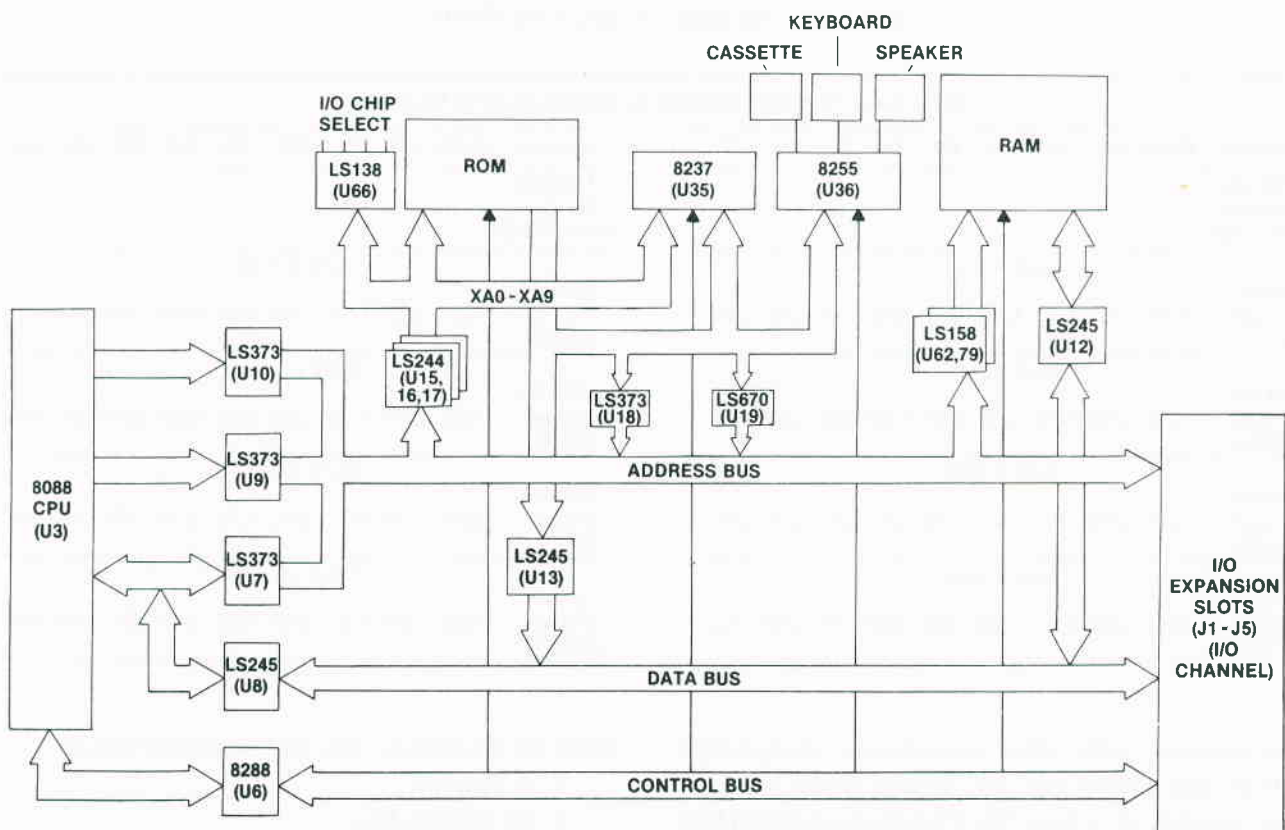 KEYBOARD
CASSETTE
SPEAKER
I/O CHIP
SELECT
LS138
(U66)
ROM
8237
(U35)
8255
(U36)
RAM
XA0 - XA9
LS373
(U10)
LS244
(U15,
16,17)
LS373
(U18)
LS670
(U19)
LS158
(U62,79)
LS245
(U12)
8088
CPU
(U3)
LS373
(U9)
ADDRESS BUS
LS373
(U7)
LS245
(U13)
I/O
EXPANSION
SLOTS
(J1 - J5)
(I/O
CHANNEL)
LS245
(U8)
DATA BUS
8288
(U6)
CONTROL BUS